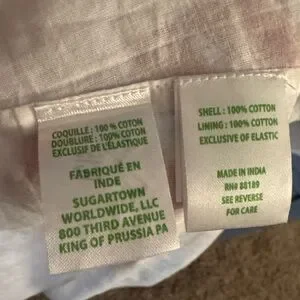 COQUILLE : 100 % COTON
DOUBLURE : 100% COTON
EXCLUSIF DE L'ÉLASTIQUE
FABRIQUÉ EN
INDE
SUGARTOWN
WORLDWIDE, LLC
800 THIRD AVENUE
KING OF PRUSSIA PA
SHELL : 100% COTTON
LINING : 100% COTTON
EXCLUSIVE OF ELASTIC
MADE IN INDIA
RN# 88189
SEE REVERSE
FOR CARE